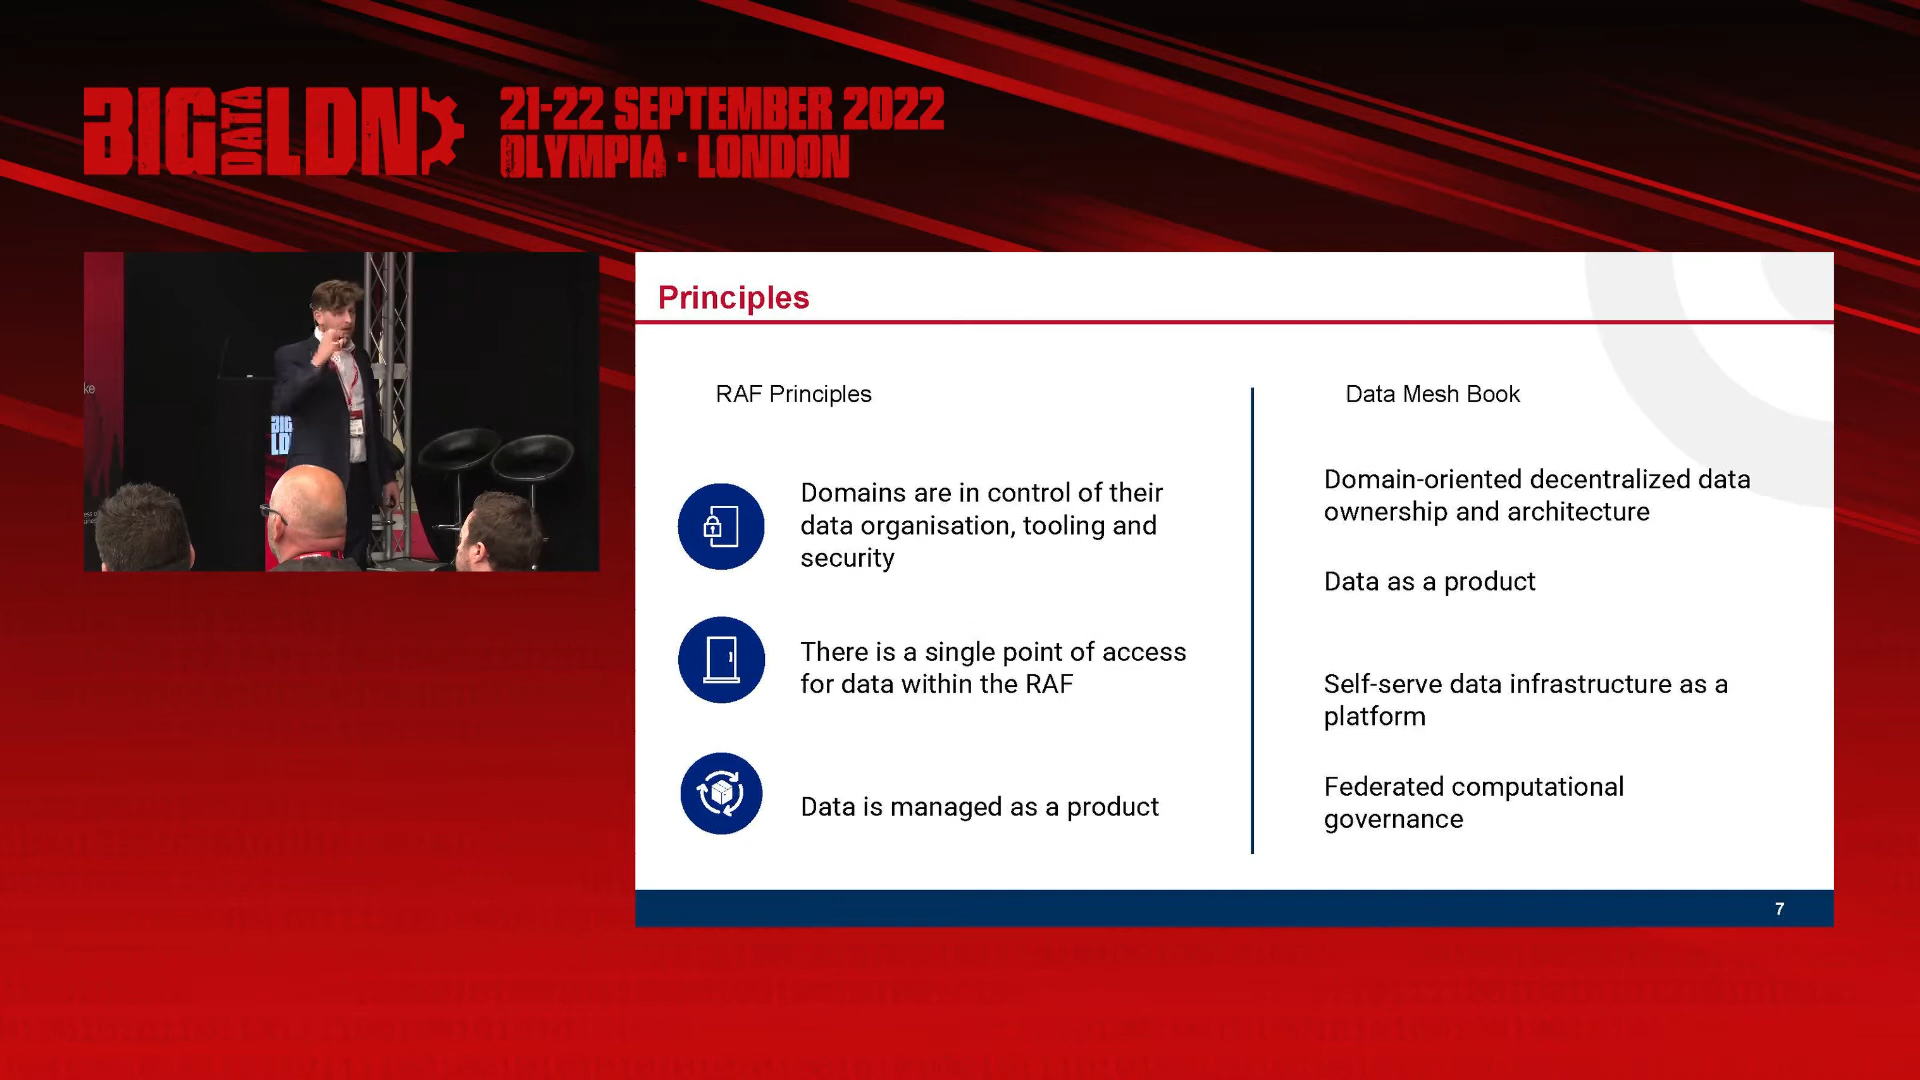 BIG DATA LDN
21-22 SEPTEMBER 2022
OLYMPIA · LONDON
ke
BIG
LD
Principles
RAF Principles
Domains are in control of their
data organisation, tooling and
security
There is a single point of access
for data within the RAF
Data is managed as a product
Data Mesh Book
Domain-oriented decentralized data
ownership and architecture
Data as a product
Self-serve data infrastructure as a
platform
Federated computational
governance
7